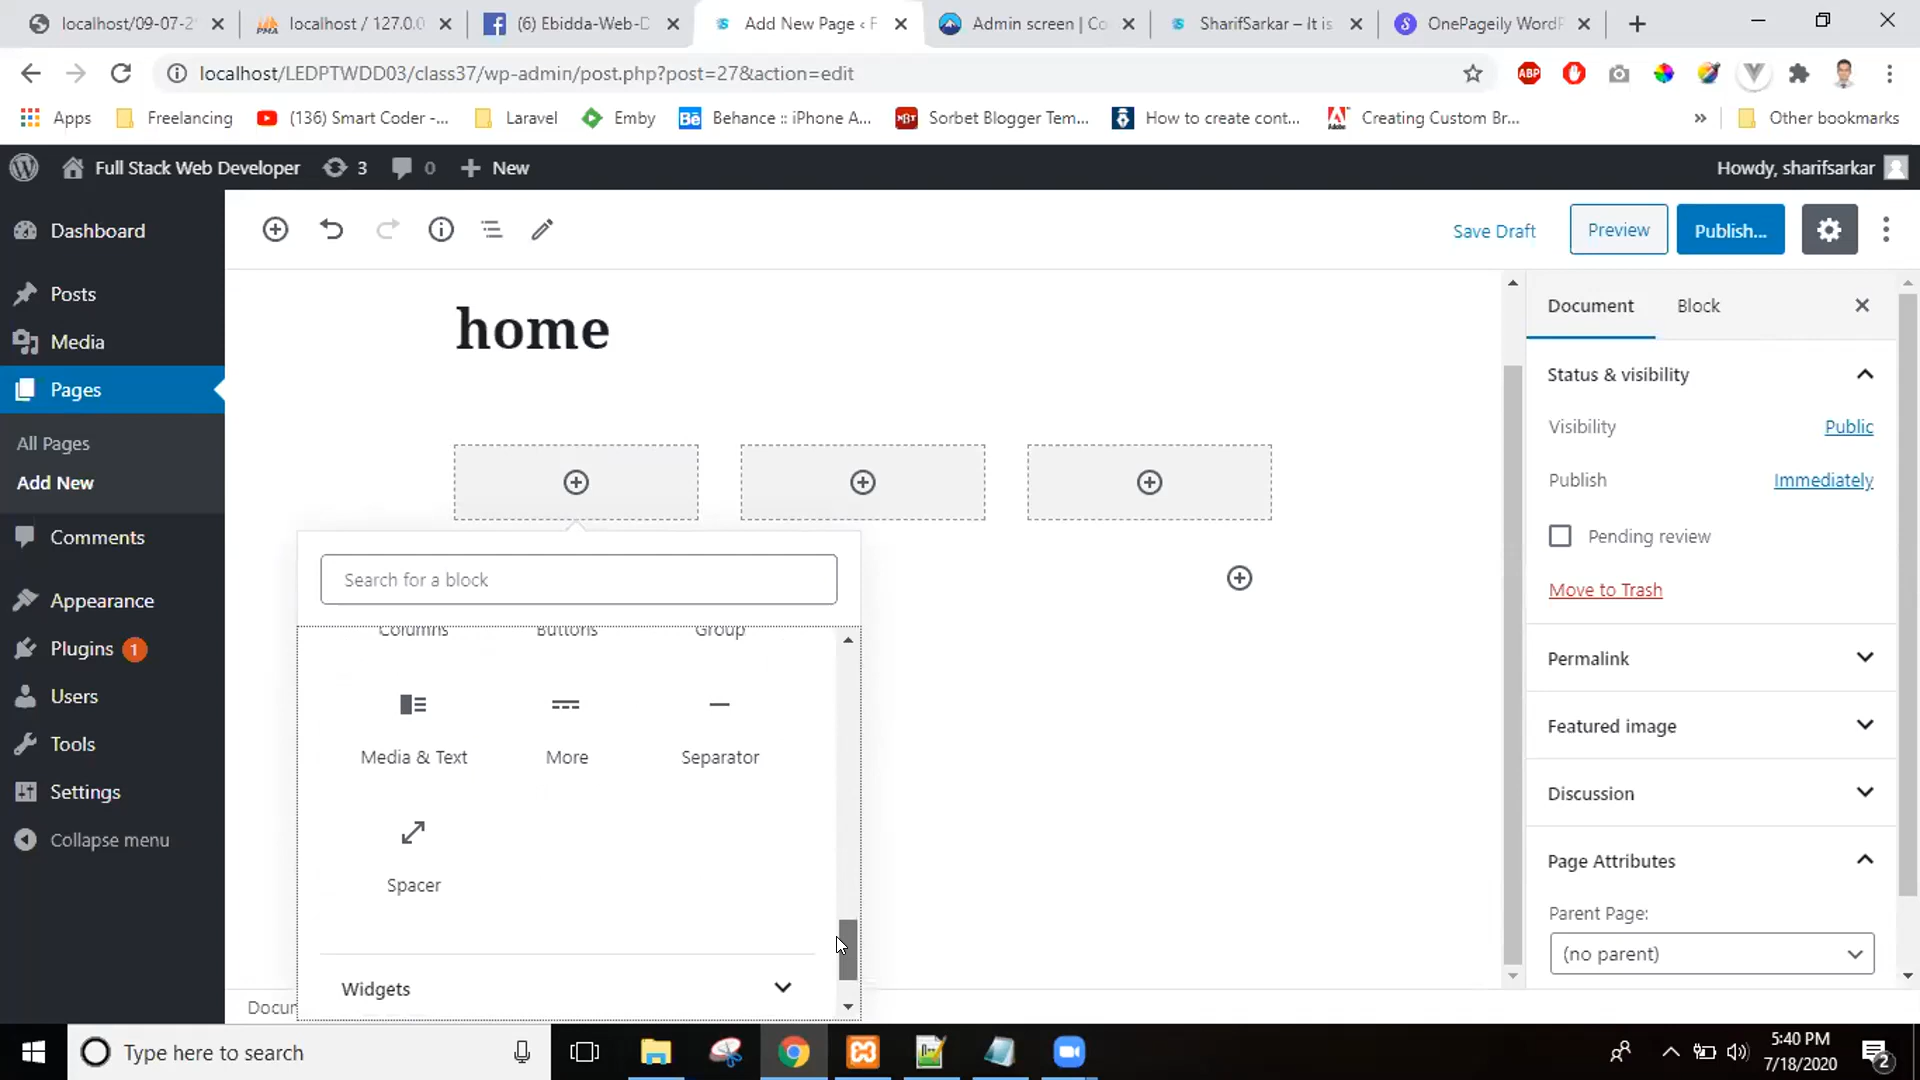 localhost/09-07-2
localhost / 127.0.0
(6) Ebidda-Web-D
Add New Page ‹ F
Admin screen | Co
SharifSarkar – It is
OnePageily WordP
localhost/LEDPTWDD03/class37/wp-admin/post.php?post=27&action=edit
ABP
Apps
Freelancing
(136) Smart Coder -...
Laravel
Emby
Behance :: iPhone A...
Sorbet Blogger Tem...
How to create cont...
Creating Custom Br...
»
Other bookmarks
Full Stack Web Developer
3
0
New
Howdy, sharifsarkar
Dashboard
Posts
Media
Pages
All Pages
Add New
Comments
Appearance
Plugins 1
Users
Tools
Settings
Collapse menu
Save Draft
Preview
Publish...
home
Search for a block
Columns
Buttons
Group
Media & Text
More
Separator
Spacer
Widgets
Docum
Document
Block
Status & visibility
Visibility
Public
Publish
Immediately
Pending review
Move to Trash
Permalink
Featured image
Discussion
Page Attributes
Parent Page:
(no parent)
Type here to search
5:40 PM
7/18/2020
2